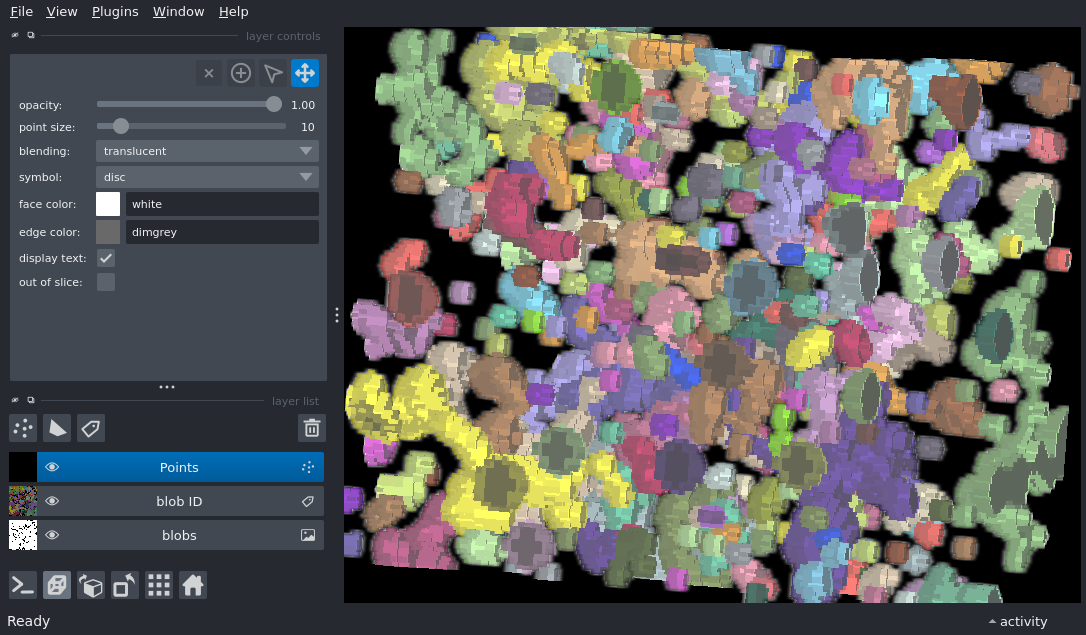 File View Plugins Window Help
layer controls
opacity: 1.00
point size: 10
blending: translucent
symbol: disc
face color: white
edge color: dimgrey
display text:
out of slice:
layer list
Points
blob ID
blobs
Ready activity